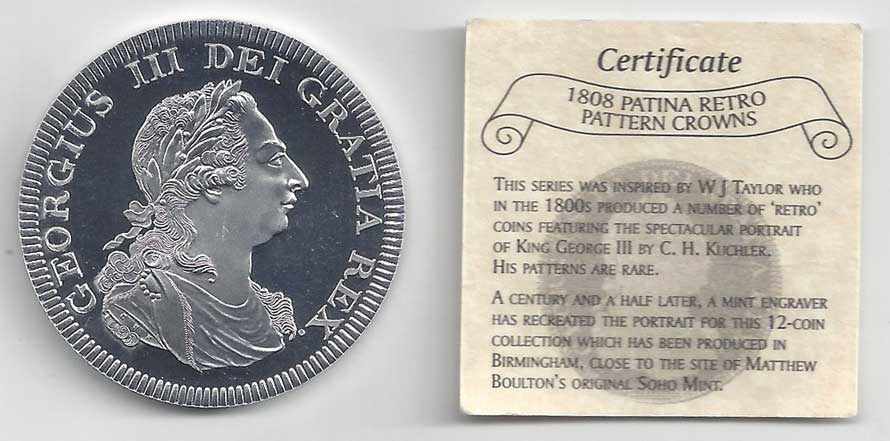 GEORGIUS III DEI GRATIA REX.
Certificate
1808 PATINA RETRO
PATTERN CROWNS
THIS SERIES WAS INSPIRED BY W J TAYLOR WHO
IN THE 1800S PRODUCED A NUMBER OF 'RETRO'
COINS FEATURING THE SPECTACULAR PORTRAIT
OF KING GEORGE III BY C. H. KUCHLER.
HIS PATTERNS ARE RARE.
A CENTURY AND A HALF LATER, A MINT ENGRAVER
HAS RECREATED THE PORTRAIT FOR THIS 12-COIN
COLLECTION WHICH HAS BEEN PRODUCED IN
BIRMINGHAM, CLOSE TO THE SITE OF MATTHEW
BOULTON'S ORIGINAL SOHO MINT.